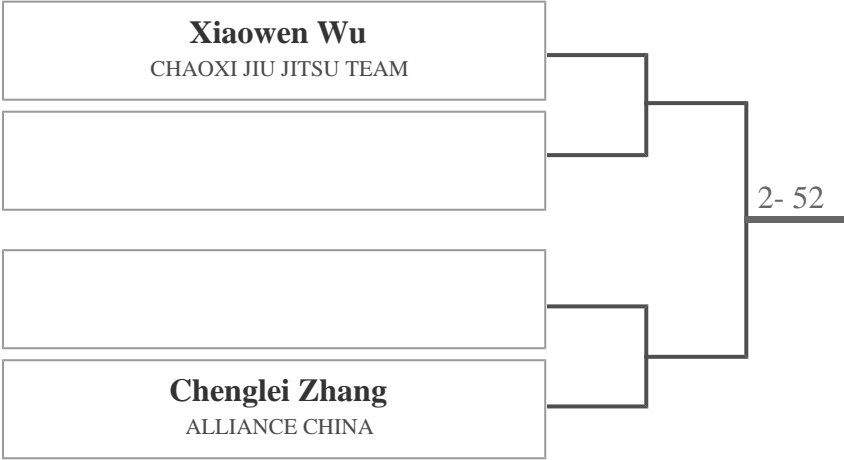 Xiaowen Wu
CHAOXI JIU JITSU TEAM
2- 52
Chenglei Zhang
ALLIANCE CHINA